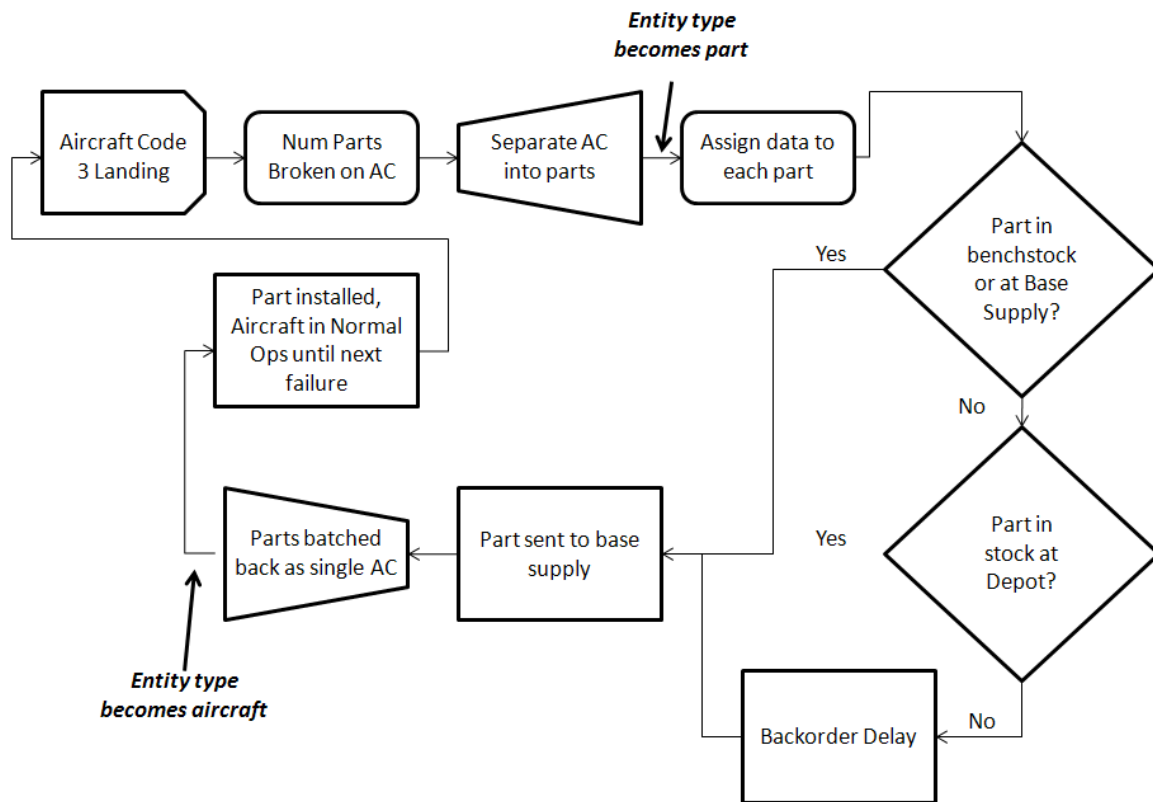 Entity type
becomes part
Aircraft Code
3 Landing
Num Parts
Broken on AC
Separate AC
into parts
Assign data to
each part
Part in
benchstock
or at Base
Supply?
Yes
No
Part installed,
Aircraft in Normal
Ops until next
failure
Parts batched
back as single AC
Part sent to base
supply
Yes
Part in
stock at
Depot?
No
Entity type
becomes aircraft
Backorder Delay